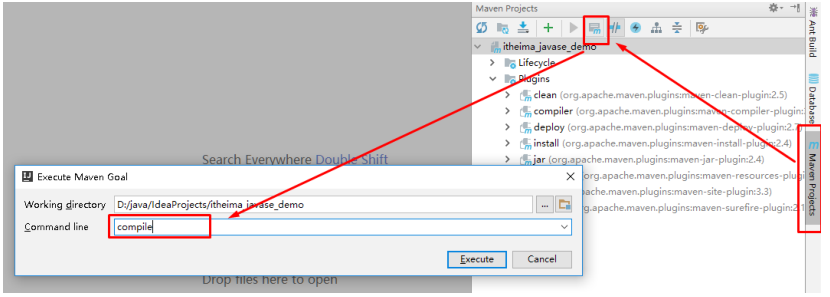 Maven Projects
itheima_javase_demo
Lifecycle
Plugins
clean (org.apache.maven.plugins:maven-clean-plugin:2.5)
compiler (org.apache.maven.plugins:maven-compiler-plugin:
deploy (org.apache.maven.plugins:maven-deploy-plugin:2.7)
install (org.apache.maven.plugins:maven-install-plugin:2.4)
jar (org.apache.maven.plugins:maven-jar-plugin:2.4)
org.apache.maven.plugins:maven-resources-plugi
pache.maven.plugins:maven-site-plugin:3.3)
g.apache.maven.plugins:maven-surefire-plugin:2.1
Ant Build
Database
Maven Projects
Search Everywhere Double Shift
Execute Maven Goal
Working directory D:/java/IdeaProjects/itheima_javase_demo
Command line compile
Execute Cancel
Drop files here to open